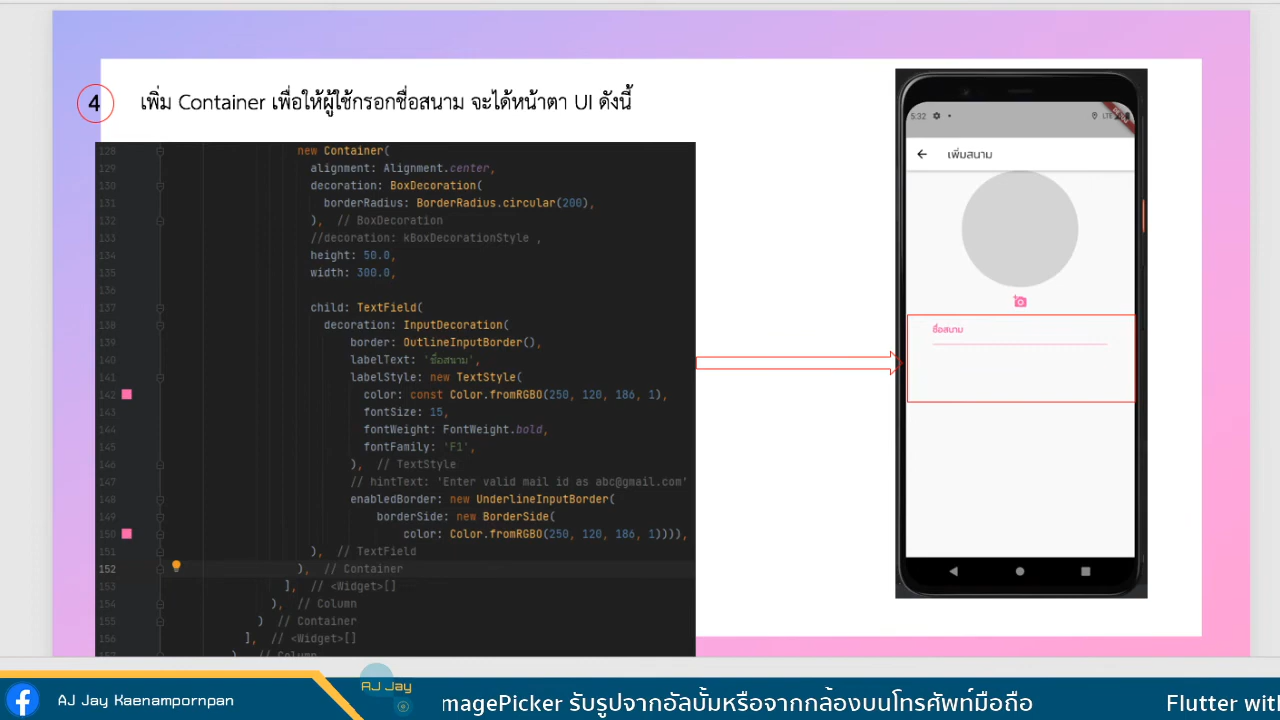 4 เพิ่ม Container เพื่อให้ผู้ใช้กรอกชื่อสนาม จะได้หน้าตา UI ดังนี้
128 new Container(
129 alignment: Alignment.center,
130 decoration: BoxDecoration(
131 borderRadius: BorderRadius.circular(200),
132 ), // BoxDecoration
133 //decoration: kBoxDecorationStyle ,
134 height: 50.0,
135 width: 300.0,
136
137 child: TextField(
138 decoration: InputDecoration(
139 border: OutlineInputBorder(),
140 labelText: 'ชื่อสนาม',
141 labelStyle: new TextStyle(
142 color: const Color.fromRGBO(250, 120, 186, 1),
143 fontSize: 15,
144 fontWeight: FontWeight.bold,
145 fontFamily: 'F1',
146 ), // TextStyle
147 // hintText: 'Enter valid mail id as abc@gmail.com'
148 enabledBorder: new UnderlineInputBorder(
149 borderSide: new BorderSide(
150 color: Color.fromRGBO(250, 120, 186, 1)))),
151 ), // TextField
152 ), // Container
153 ], // <Widget>[]
154 ), // Column
155 ) // Container
156 ], // <Widget>[]
157 ) // Column
5:32 LTE
เพิ่มสนาม
ชื่อสนาม
AJ Jay Kaenampornpan
AJ Jay
magePicker รับรูปจากอัลบั้มหรือจากกล้องบนโทรศัพท์มือถือ
Flutter wit